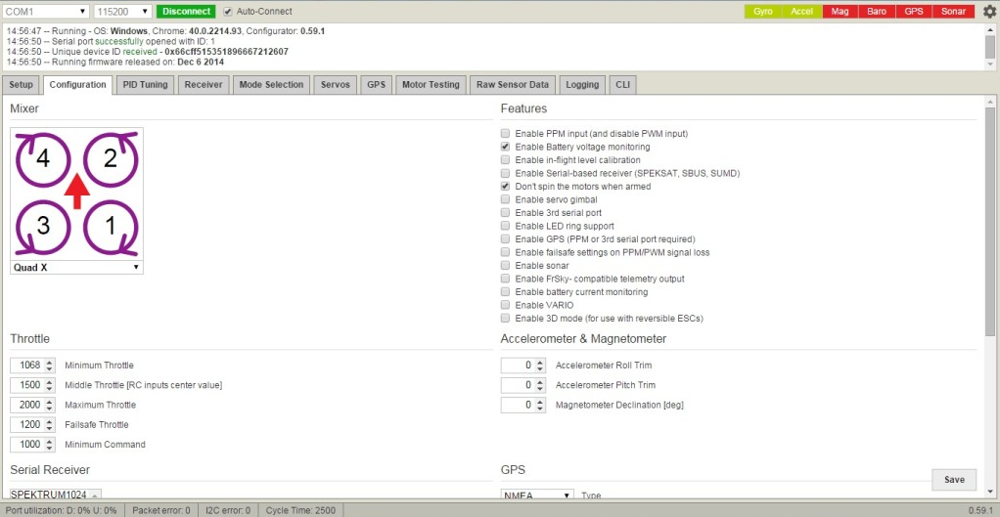 COM1 115200 Disconnect Auto-Connect Gyro Accel Mag Baro GPS Sonar
14:56:47 -- Running - OS: Windows, Chrome: 40.0.2214.93, Configurator: 0.59.1
14:56:50 -- Serial port successfully opened with ID: 1
14:56:50 -- Unique device ID received - 0x66cff515351896667212607
14:56:50 -- Running firmware released on: Dec 6 2014
Setup Configuration PID Tuning Receiver Mode Selection Servos GPS Motor Testing Raw Sensor Data Logging CLI
Mixer
4 2
3 1
Quad X
Features
Enable PPM input (and disable PWM input)
Enable Battery voltage monitoring
Enable in-flight level calibration
Enable Serial-based receiver (SPEKSAT, SBUS, SUMD)
Don't spin the motors when armed
Enable servo gimbal
Enable 3rd serial port
Enable LED ring support
Enable GPS (PPM or 3rd serial port required)
Enable failsafe settings on PPM/PWM signal loss
Enable sonar
Enable FrSky- compatible telemetry output
Enable battery current monitoring
Enable VARIO
Enable 3D mode (for use with reversible ESCs)
Throttle
1068 Minimum Throttle
1500 Middle Throttle [RC inputs center value]
2000 Maximum Throttle
1200 Failsafe Throttle
1000 Minimum Command
Accelerometer & Magnetometer
0 Accelerometer Roll Trim
0 Accelerometer Pitch Trim
0 Magnetometer Declination [deg]
Serial Receiver
SPEKTRUM1024
GPS
NMEA Type
Save
Port utilization: D: 0% U: 0% Packet error: 0 I2C error: 0 Cycle Time: 2500 0.59.1